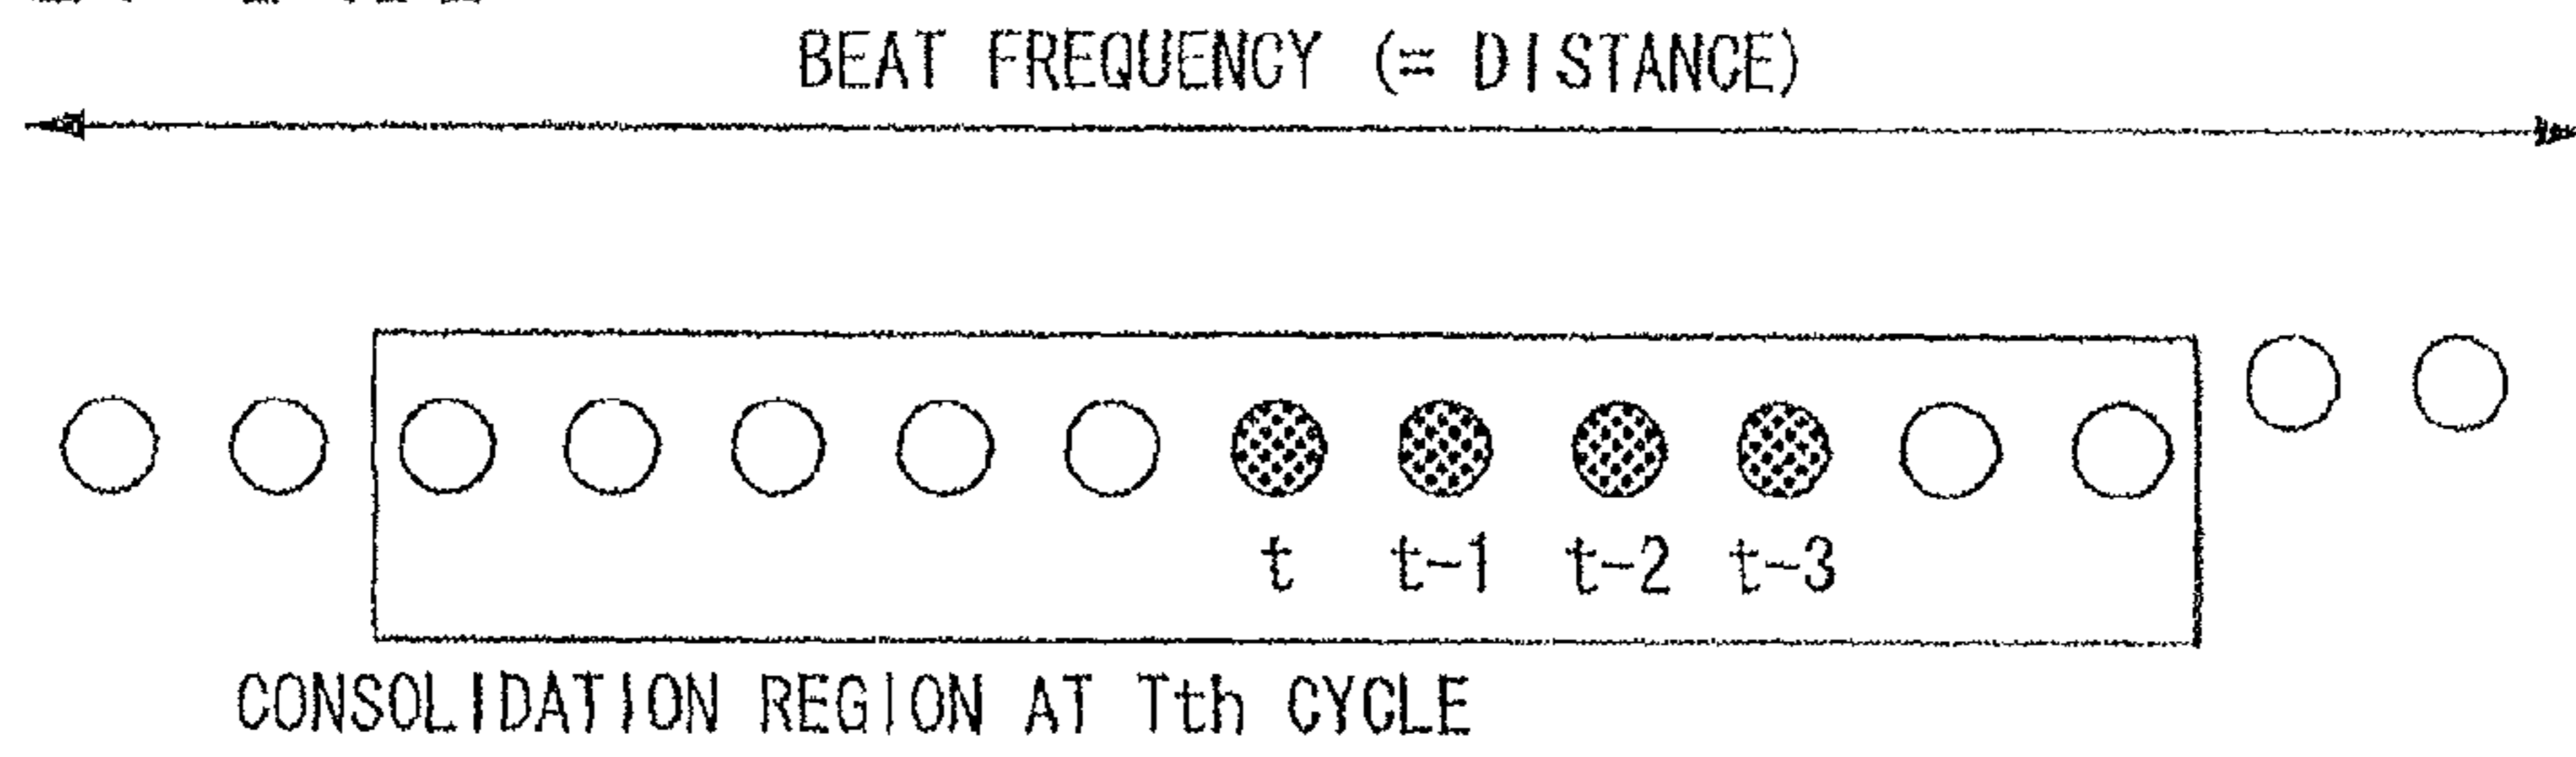 BEAT FREQUENCY (= DISTANCE)
t t-1 t-2 t-3
CONSOLIDATION REGION AT Tth CYCLE